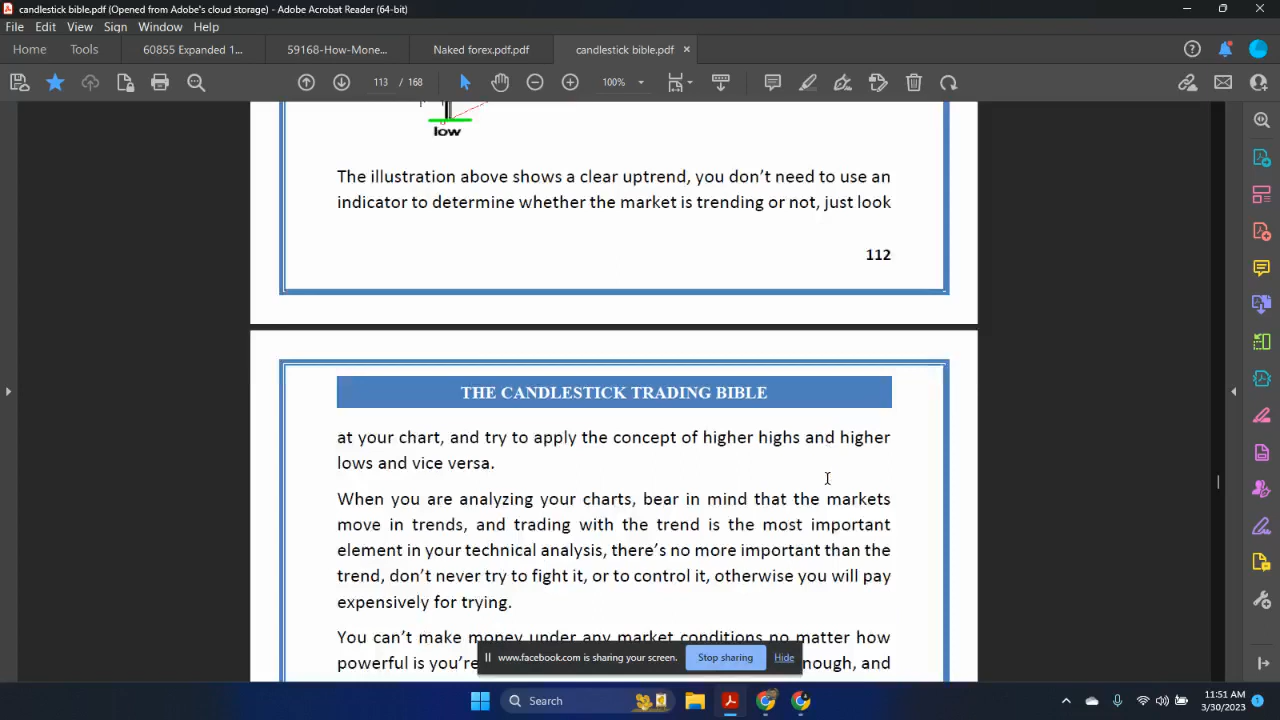 candlestick bible.pdf (Opened from Adobe's cloud storage) - Adobe Acrobat Reader (64-bit)
File Edit View Sign Window Help
Home Tools 60855 Expanded 1... 59168-How-Mone... Naked forex.pdf.pdf candlestick bible.pdf ×
113 / 168 100%
low
The illustration above shows a clear uptrend, you don't need to use an
indicator to determine whether the market is trending or not, just look
112
THE CANDLESTICK TRADING BIBLE
at your chart, and try to apply the concept of higher highs and higher
lows and vice versa.
When you are analyzing your charts, bear in mind that the markets
move in trends, and trading with the trend is the most important
element in your technical analysis, there's no more important than the
trend, don't never try to fight it, or to control it, otherwise you will pay
expensively for trying.
You can't make money under any market conditions no matter how
powerful is you're
nough, and
www.facebook.com is sharing your screen. Stop sharing Hide
Search
11:51 AM
3/30/2023